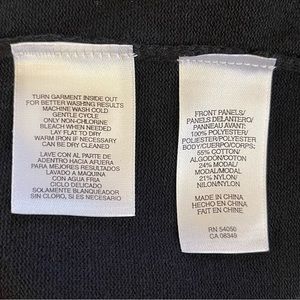 TURN GARMENT INSIDE OUT
FOR BETTER WASHING RESULTS
MACHINE WASH COLD
GENTLE CYCLE
ONLY NON-CHLORINE
BLEACH WHEN NEEDED
LAY FLAT TO DRY
WARM IRON IF NECESSARY
CAN BE DRY CLEANED
LAVE CON AL PARTE DE
ADENTRO HACIA AFUERA
PARA MEJORES RESULTADOS
LAVADO A MAQUINA
CON AGUA FRIA
CICLO DELICADO
SOLAMENTE BLANQUEADOR
SIN CLORO, SI ES NECESARIO
FRONT PANELS/
PANELES DELANTERO/
PANNEAU AVANT:
100% POLYESTER/
POLIESTER/POLYESTER
BODY/CUERPO/CORPS:
55% COTTON/
ALGODON/COTON
24% MODAL/
MODAL/MODAL
21% NYLON/
NILON/NYLON
MADE IN CHINA
HECHO EN CHINA
FAIT EN CHINE
RN 54050
CA 08346